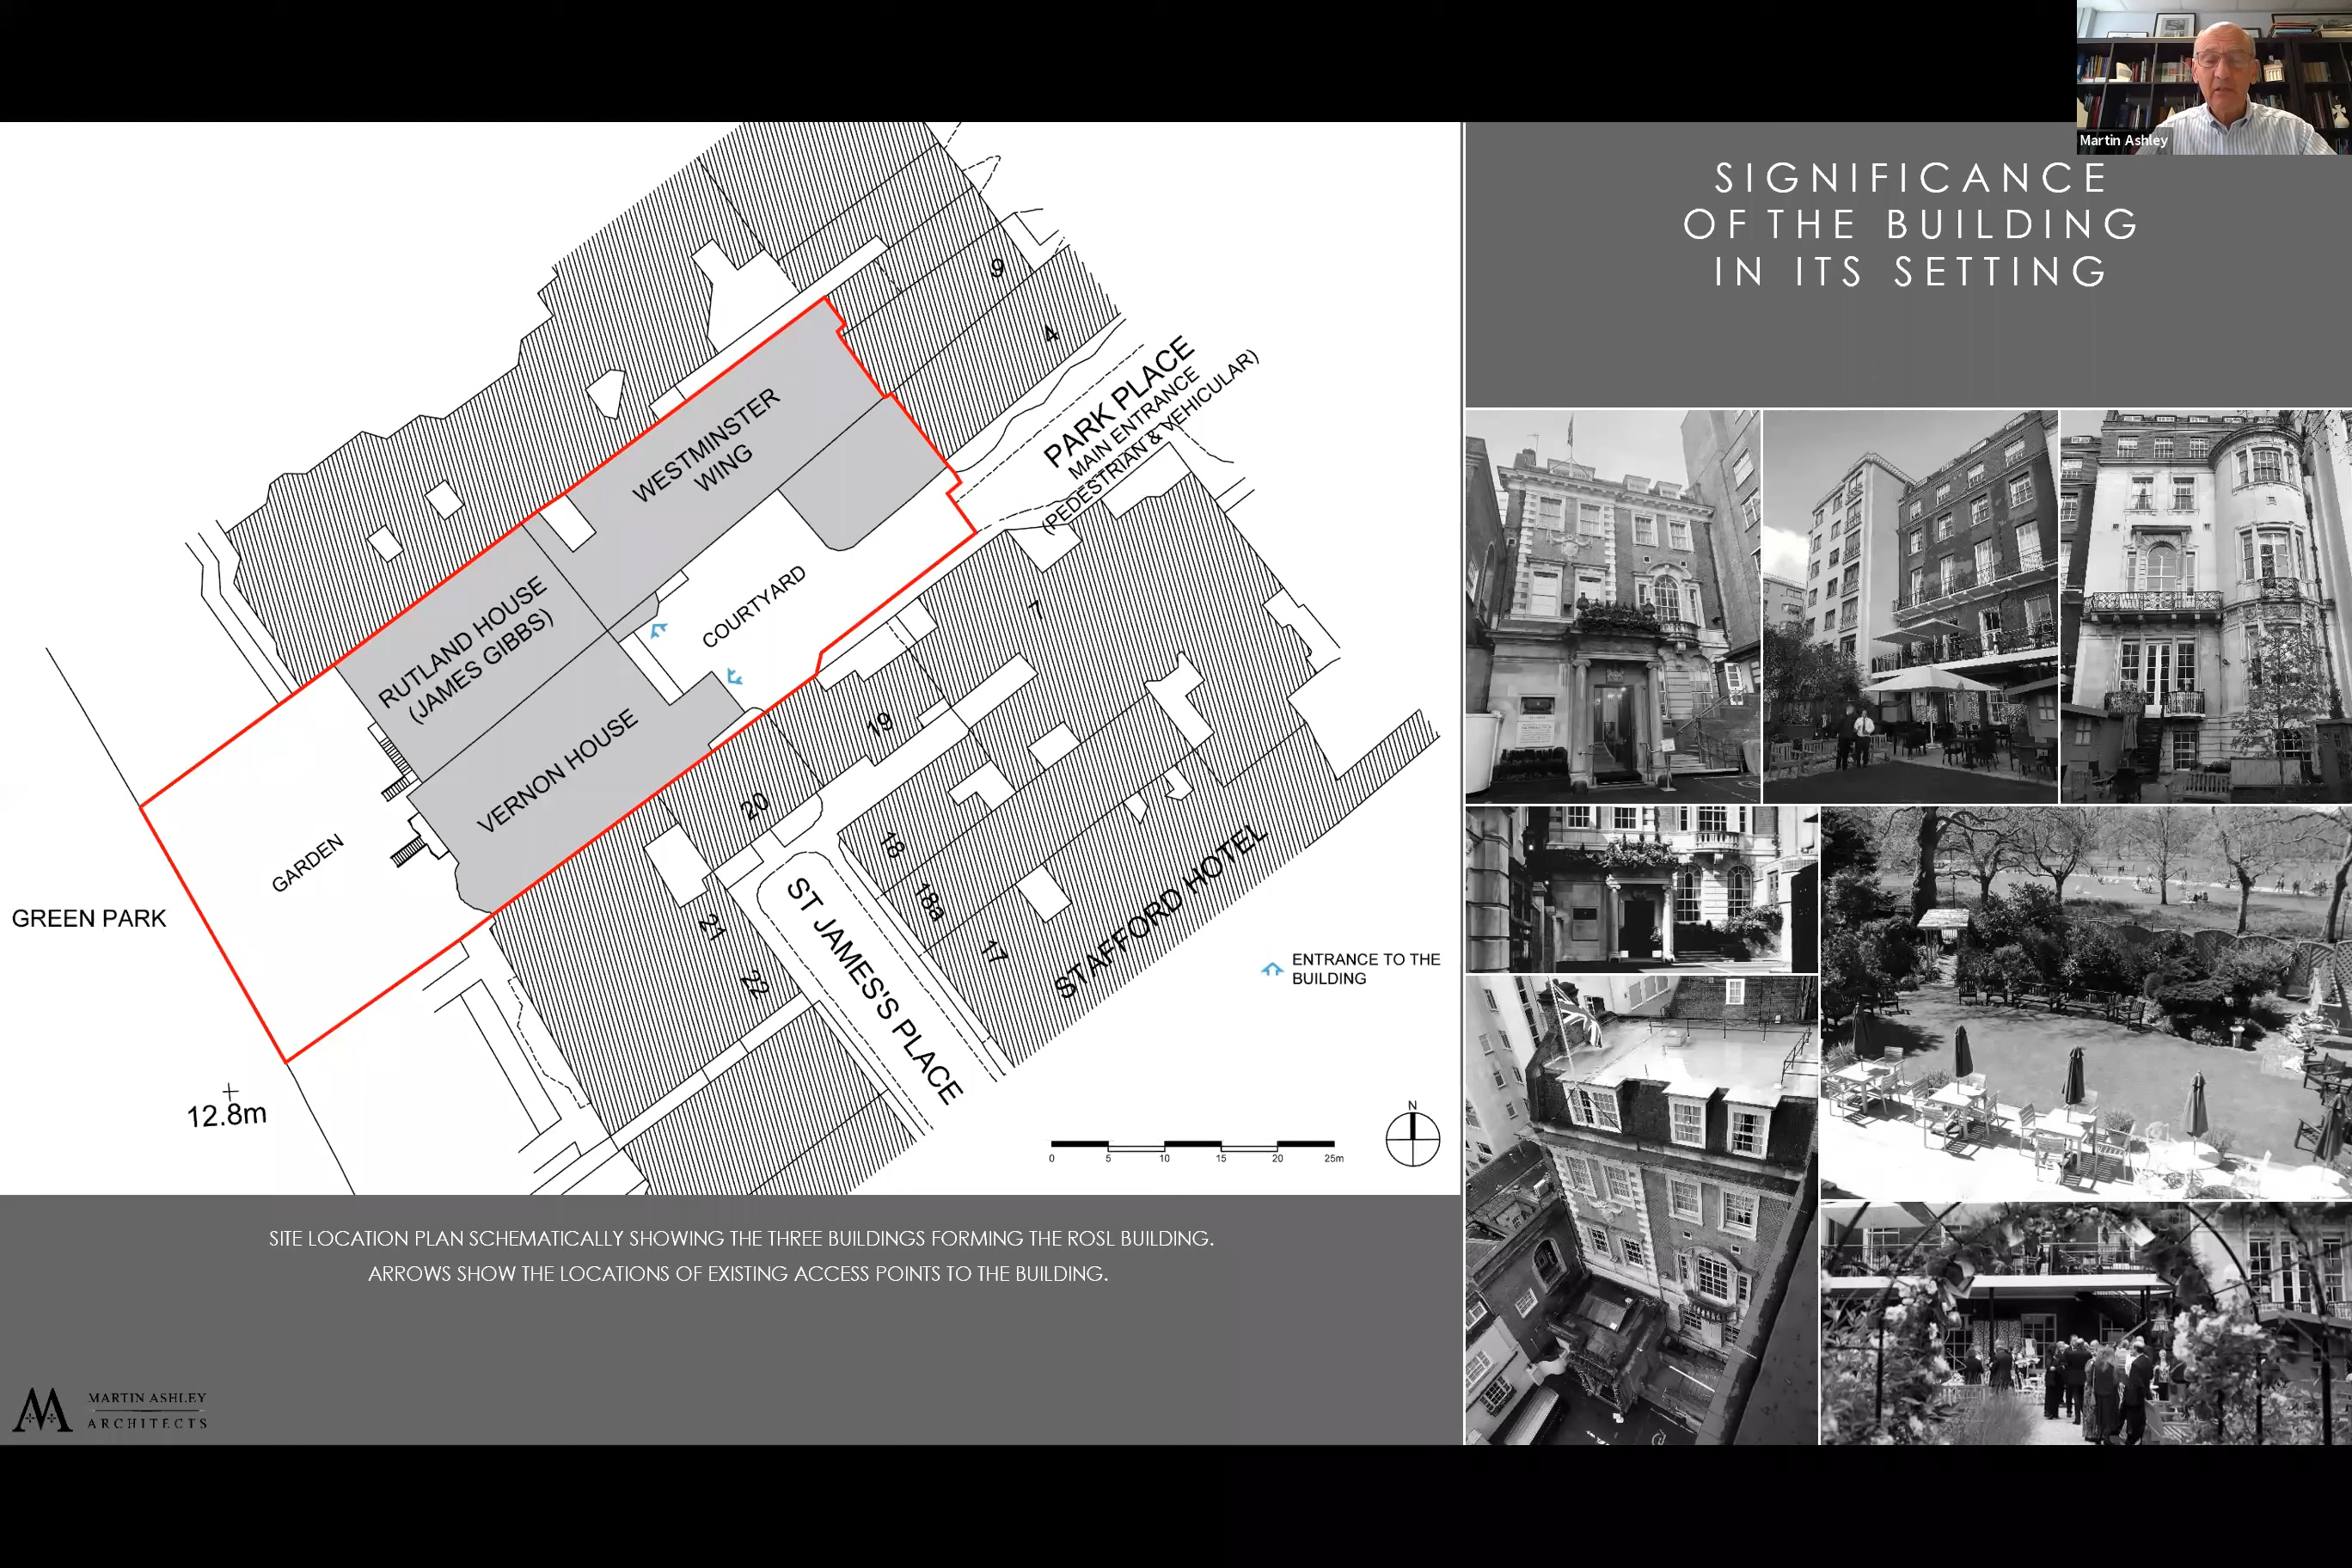 Martin Ashley
SIGNIFICANCE
OF THE BUILDING
IN ITS SETTING
9
4
PARK PLACE
MAIN ENTRANCE
(PEDESTRIAN & VEHICULAR)
WESTMINSTER
WING
COURTYARD
RUTLAND HOUSE
(JAMES GIBBS)
VERNON HOUSE
GARDEN
GREEN PARK
7
19
20
18
18a
17
21
22
ST JAMES'S PLACE
STAFFORD HOTEL
ENTRANCE TO THE
BUILDING
12.8m
N
0 5 10 15 20 25m
SITE LOCATION PLAN SCHEMATICALLY SHOWING THE THREE BUILDINGS FORMING THE ROSL BUILDING.
ARROWS SHOW THE LOCATIONS OF EXISTING ACCESS POINTS TO THE BUILDING.
MARTIN ASHLEY
ARCHITECTS